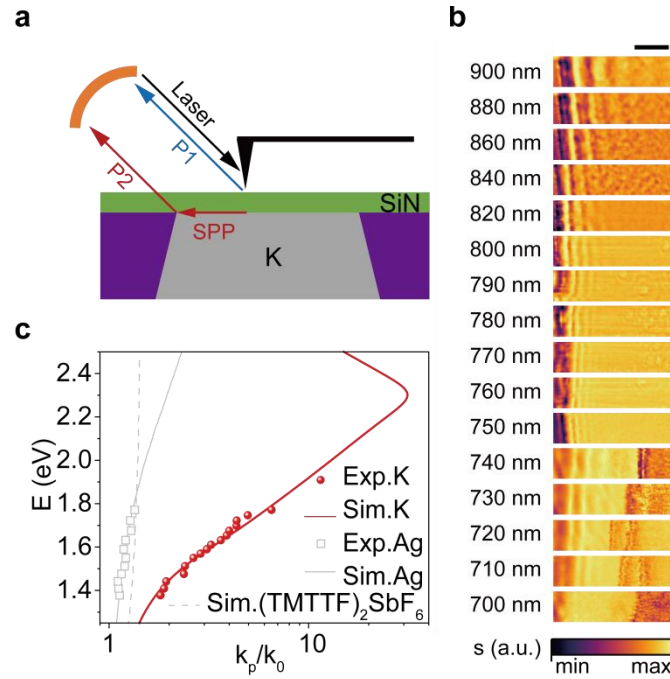 a
Laser
P1
P2
SPP
SiN
K
b
900 nm
880 nm
860 nm
840 nm
820 nm
800 nm
790 nm
780 nm
770 nm
760 nm
750 nm
740 nm
730 nm
720 nm
710 nm
700 nm
s (a.u.)
min
max
c
E (eV)
2.4
2.2
2.0
1.8
1.6
1.4
Exp.K
Sim.K
Exp.Ag
Sim.Ag
Sim.(TMTTF)₂SbF₆
1
10
kₚ/k₀